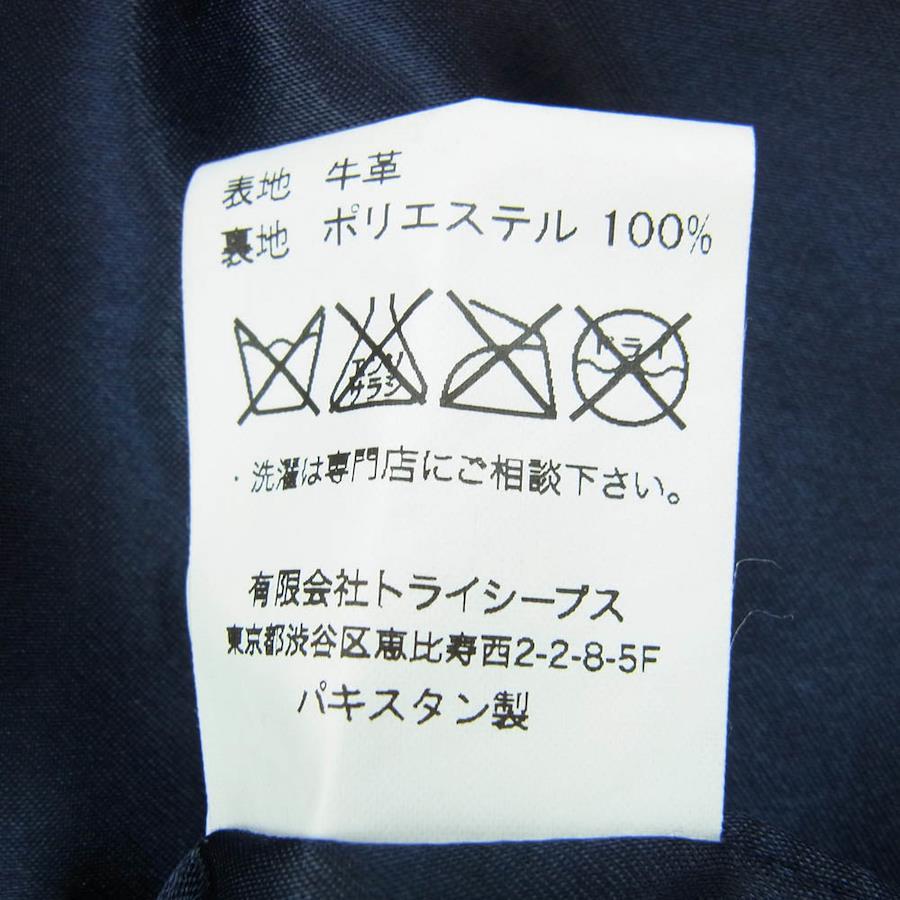 表地 牛革
裏地 ポリエステル 100%
エンソ
サラシ
ドライ
・洗濯は専門店にご相談下さい。
有限会社トライシープス
東京都渋谷区恵比寿西2-2-8-5F
パキスタン製